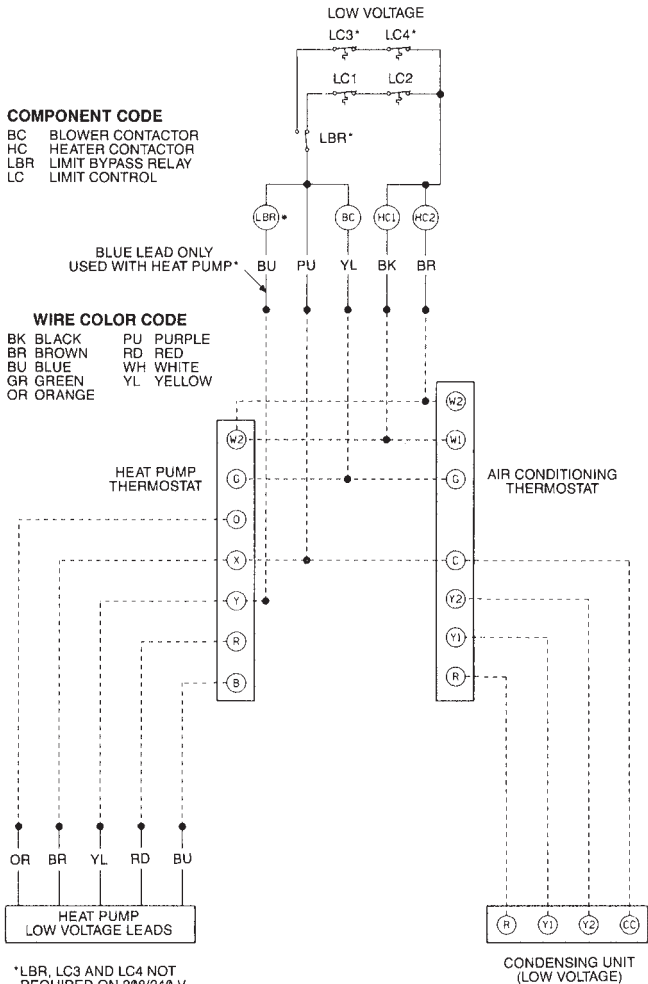 LOW VOLTAGE
LC3* LC4*
LC1 LC2
LBR*
COMPONENT CODE
BC BLOWER CONTACTOR
HC HEATER CONTACTOR
LBR LIMIT BYPASS RELAY
LC LIMIT CONTROL
LBR * BC HC1 HC2
BLUE LEAD ONLY
USED WITH HEAT PUMP*
BU PU YL BK BR
WIRE COLOR CODE
BK BLACK PU PURPLE
BR BROWN RD RED
BU BLUE WH WHITE
GR GREEN YL YELLOW
OR ORANGE
HEAT PUMP
THERMOSTAT
W2
G
O
X
Y
R
B
W2
W1
G
C
Y2
Y1
R
AIR CONDITIONING
THERMOSTAT
OR BR YL RD BU
HEAT PUMP
LOW VOLTAGE LEADS
R Y1 Y2 CC
CONDENSING UNIT
(LOW VOLTAGE)
*LBR, LC3 AND LC4 NOT
REQUIRED ON 208/240 V